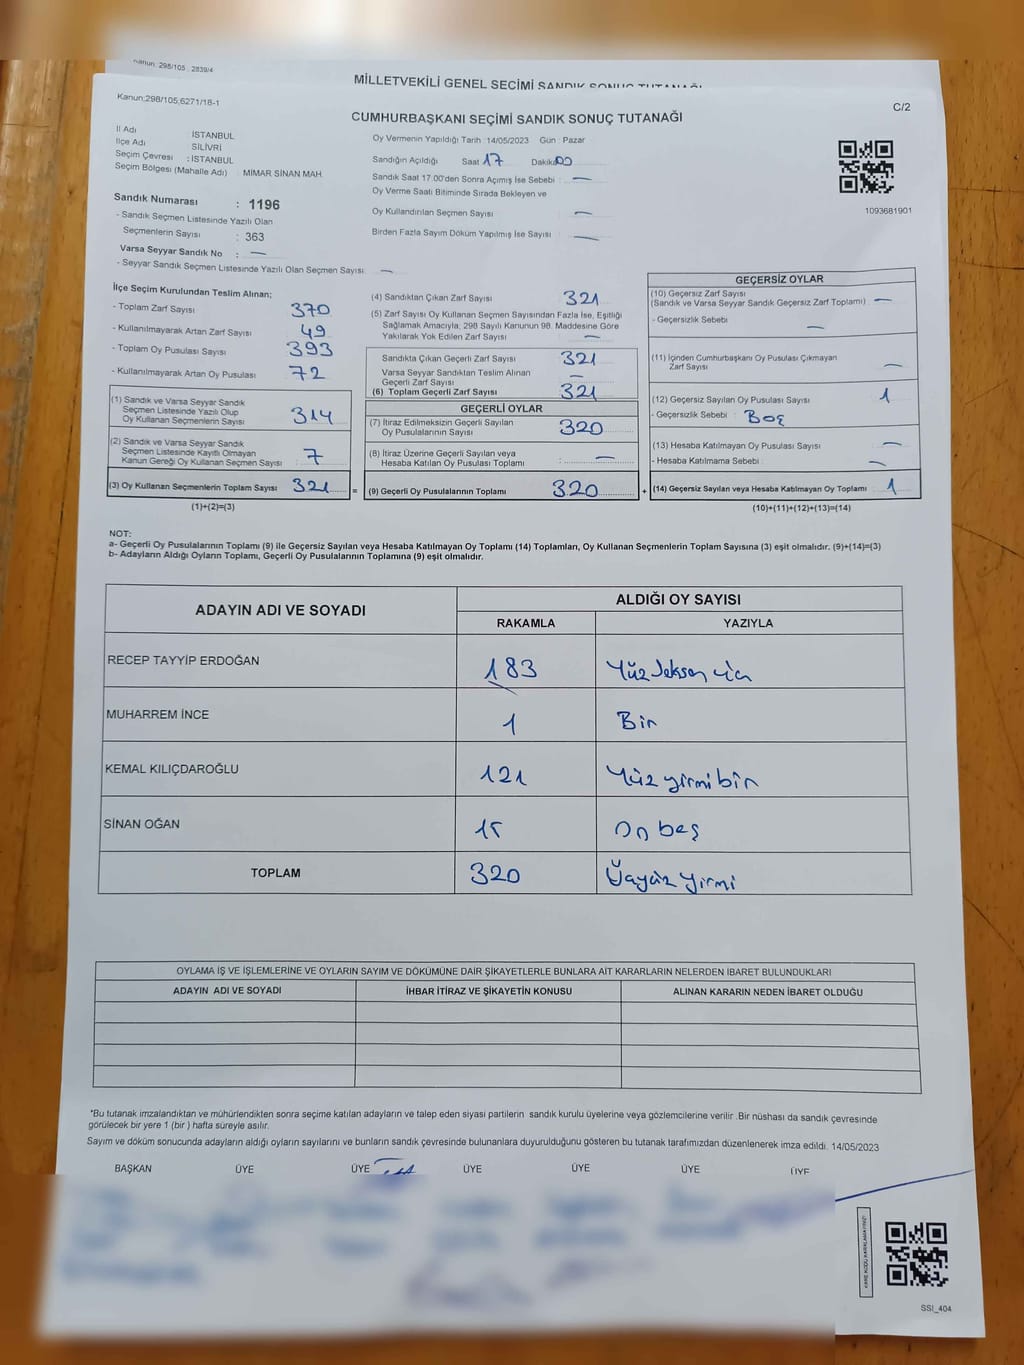 Kanun: 298/105, 2839/4
MİLLETVEKİLİ GENEL SEÇİMİ SANDIK SONUÇ TUTANAĞI
Kanun;298/105;6271/18-1
C/2
CUMHURBAŞKANI SEÇİMİ SANDIK SONUÇ TUTANAĞI
İl Adı İSTANBUL
İlçe Adı SİLİVRİ
Seçim Çevresi : İSTANBUL
Seçim Bölgesi (Mahalle Adı) : MİMAR SİNAN MAH.
Oy Vermenin Yapıldığı Tarih :14/05/2023 Gün : Pazar
Sandığın Açıldığı Saat 17 Dakika 00
Sandık Saat 17.00'den Sonra Açımış İse Sebebi : —
Oy Verme Saati Bitiminde Sırada Bekleyen ve
Oy Kullandırılan Seçmen Sayısı : —
Birden Fazla Sayım Döküm Yapılmış İse Sayısı : —
1093681901
Sandık Numarası : 1196
- Sandık Seçmen Listesinde Yazılı Olan
Seçmenlerin Sayısı : 363
Varsa Seyyar Sandık No : —
- Seyyar Sandık Seçmen Listesinde Yazılı Olan Seçmen Sayısı : —
İlçe Seçim Kurulundan Teslim Alınan;
- Toplam Zarf Sayısı 370
- Kullanılmayarak Artan Zarf Sayısı 49
- Toplam Oy Pusulası Sayısı 393
- Kullanılmayarak Artan Oy Pusulası 72
(1) Sandık ve Varsa Seyyar Sandık
Seçmen Listesinde Yazılı Olup
Oy Kullanan Seçmenlerin Sayısı 314
(2) Sandık ve Varsa Seyyar Sandık
Seçmen Listesinde Kayıtlı Olmayan
Kanun Gereği Oy Kullanan Seçmen Sayısı : 7
(3) Oy Kullanan Seçmenlerin Toplam Sayısı 321
(1)+(2)=(3)
(4) Sandıktan Çıkan Zarf Sayısı 321
(5) Zarf Sayısı Oy Kullanan Seçmen Sayısından Fazla İse, Eşitliği
Sağlamak Amacıyla; 298 Sayılı Kanunun 98. Maddesine Göre
Yakılarak Yok Edilen Zarf Sayısı —
Sandıkta Çıkan Geçerli Zarf Sayısı 321
Varsa Seyyar Sandıktan Teslim Alınan
Geçerli Zarf Sayısı —
(6) Toplam Geçerli Zarf Sayısı 321
GEÇERLİ OYLAR
(7) İtiraz Edilmeksizin Geçerli Sayılan
Oy Pusulalarının Sayısı 320
(8) İtiraz Üzerine Geçerli Sayılan veya
Hesaba Katılan Oy Pusulası Toplamı : —
= (9) Geçerli Oy Pusulalarının Toplamı 320
GEÇERSİZ OYLAR
(10) Geçersiz Zarf Sayısı
(Sandık ve Varsa Seyyar Sandık Geçersiz Zarf Toplamı) : —
- Geçersizlik Sebebi : —
(11) İçinden Cumhurbaşkanı Oy Pusulası Çıkmayan
Zarf Sayısı —
(12) Geçersiz Sayılan Oy Pusulası Sayısı 1
- Geçersizlik Sebebi : Boş
(13) Hesaba Katılmayan Oy Pusulası Sayısı —
- Hesaba Katılmama Sebebi : —
+ (14) Geçersiz Sayılan veya Hesaba Katılmayan Oy Toplamı 1
(10)+(11)+(12)+(13)=(14)
NOT:
a- Geçerli Oy Pusulalarının Toplamı (9) ile Geçersiz Sayılan veya Hesaba Katılmayan Oy Toplamı (14) Toplamları, Oy Kullanan Seçmenlerin Toplam Sayısına (3) eşit olmalıdır. (9)+(14)=(3)
b- Adayların Aldığı Oyların Toplamı, Geçerli Oy Pusulalarının Toplamına (9) eşit olmalıdır.
ADAYIN ADI VE SOYADI ALDIĞI OY SAYISI
RAKAMLA YAZIYLA
RECEP TAYYİP ERDOĞAN 183 Yüz seksen üç
MUHARREM İNCE 1 Bir
KEMAL KILIÇDAROĞLU 121 Yüz yirmi bir
SİNAN OĞAN 15 On beş
TOPLAM 320 Üçyüz yirmi
OYLAMA İŞ VE İŞLEMLERİNE VE OYLARIN SAYIM VE DÖKÜMÜNE DAİR ŞİKAYETLERLE BUNLARA AİT KARARLARIN NELERDEN İBARET BULUNDUKLARI
ADAYIN ADI VE SOYADI İHBAR İTİRAZ VE ŞİKAYETİN KONUSU ALINAN KARARIN NEDEN İBARET OLDUĞU
*Bu tutanak imzalandıktan ve mühürlendikten sonra seçime katılan adayların ve talep eden siyasi partilerin sandık kurulu üyelerine veya gözlemcilerine verilir .Bir nüshası da sandık çevresinde
görülecek bir yere 1 (bir ) hafta süreyle asılır.
Sayım ve döküm sonucunda adayların aldığı oyların sayılarını ve bunların sandık çevresinde bulunanlara duyurulduğunu gösteren bu tutanak tarafımızdan düzenlenerek imza edildi. 14/05/2023
BAŞKAN ÜYE ÜYE ÜYE ÜYE ÜYE ÜYE
KARE KODU KARALAMAYINIZ!
SSI_404